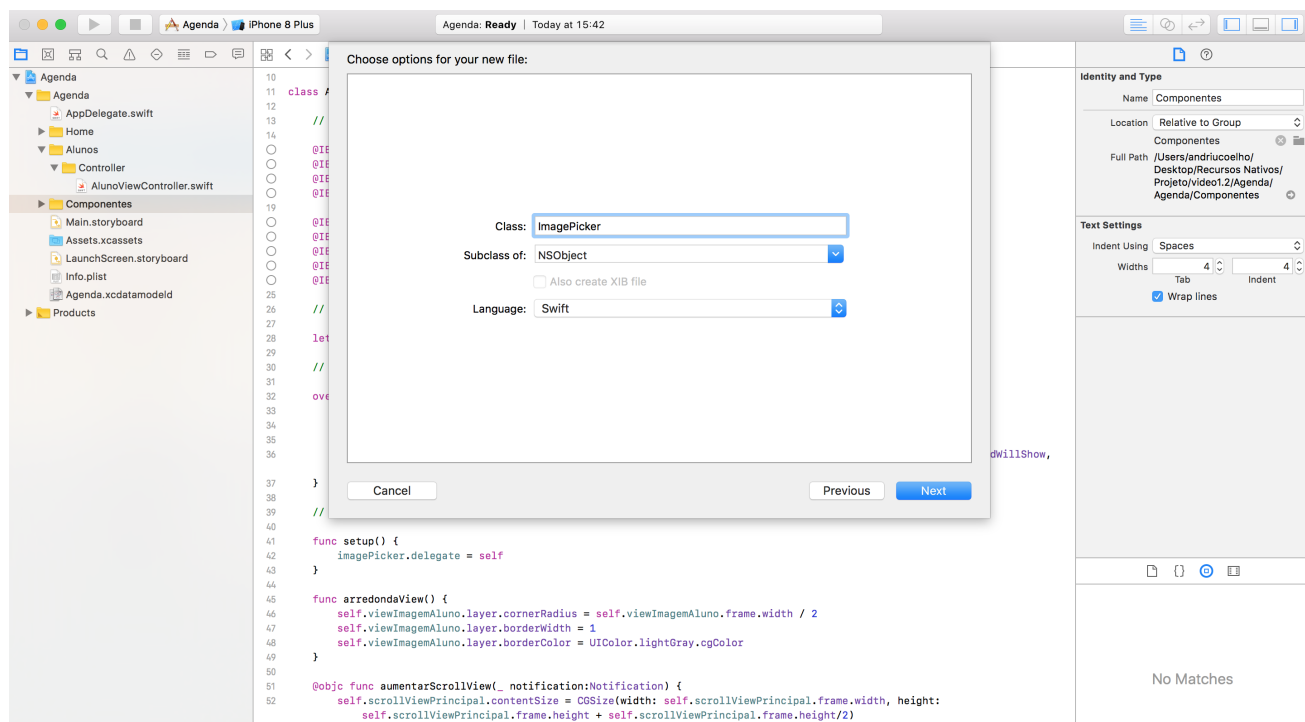 Agenda
iPhone 8 Plus
Agenda: Ready | Today at 15:42
Agenda
Agenda
AppDelegate.swift
Home
Alunos
Controller
AlunoViewController.swift
Componentes
Main.storyboard
Assets.xcassets
LaunchScreen.storyboard
Info.plist
Agenda.xcdatamodeld
Products
Choose options for your new file:
Class: ImagePicker
Subclass of: NSObject
Also create XIB file
Language: Swift
Cancel
Previous
Next
10
11 class A
12
13 //
14
@IB
@IB
@IB
@IB
19
@IB
@IB
@IB
@IB
@IB
25
26 //
27
28 let
29
30 //
31
32 ove
33
34
35
36 dWillShow,
37 }
38
39 //
40
41 func setup() {
42 imagePicker.delegate = self
43 }
44
45 func arredondaView() {
46 self.viewImagemAluno.layer.cornerRadius = self.viewImagemAluno.frame.width / 2
47 self.viewImagemAluno.layer.borderWidth = 1
48 self.viewImagemAluno.layer.borderColor = UIColor.lightGray.cgColor
49 }
50
51 @objc func aumentarScrollView(_ notification:Notification) {
52 self.scrollViewPrincipal.contentSize = CGSize(width: self.scrollViewPrincipal.frame.width, height:
self.scrollViewPrincipal.frame.height + self.scrollViewPrincipal.frame.height/2)
Identity and Type
Name Componentes
Location Relative to Group
Componentes
Full Path /Users/andriucoelho/
Desktop/Recursos Nativos/
Projeto/video1.2/Agenda/
Agenda/Componentes
Text Settings
Indent Using Spaces
Widths 4 4
Tab Indent
Wrap lines
No Matches